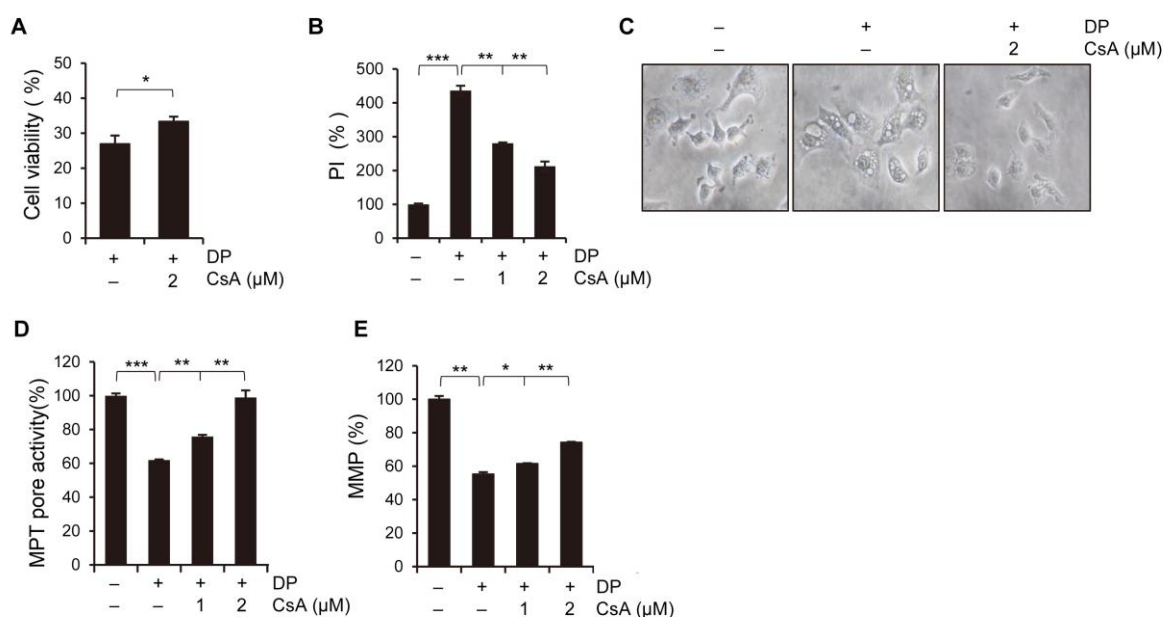 A
Cell viability ( %)
50
40
30
20
10
0
*
+ + DP
– 2 CsA (µM)
B
PI (%)
500
400
300
200
100
0
*** ** **
– + + + DP
– – 1 2 CsA (µM)
C
– + + DP
– – 2 CsA (µM)
D
MPT pore activity(%)
120
100
80
60
40
20
0
*** ** **
– + + + DP
– – 1 2 CsA (µM)
E
MMP (%)
120
100
80
60
40
20
0
** * **
– + + + DP
– – 1 2 CsA (µM)